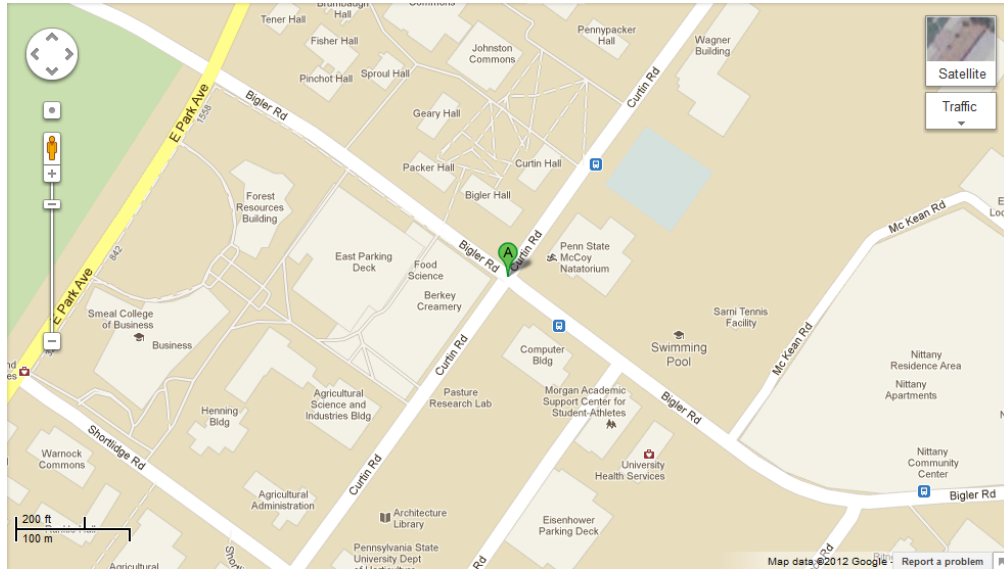 Brumbaugh
Hall
Commons
Tener Hall
Fisher Hall
Pinchot Hall
Sproul Hall
Johnston
Commons
Pennypacker
Hall
Wagner
Building
Satellite
Traffic
E Park Ave
1558
Bigler Rd
Curtin Rd
Geary Hall
Packer Hall
Curtin Hall
Bigler Hall
Forest
Resources
Building
Mc Kean Rd
842
East Parking
Deck
Food
Science
Bigler Rd
A
Curtin Rd
Penn State
McCoy
Natatorium
Berkey
Creamery
E Park Ave
Smeal College
of Business
Business
Sami Tennis
Facility
Swimming
Pool
Computer
Bldg
Curtin Rd
Mc Kean Rd
Nittany
Residence Area
Nittany
Apartments
Agricultural
Science and
Industries Bldg
Pasture
Research Lab
Morgan Academic
Support Center for
Student-Athletes
Bigler Rd
Henning
Bldg
Shortlidge Rd
Warnock
Commons
University
Health Services
Nittany
Community
Center
Curtin Rd
Agricultural
Administration
Bigler Rd
Architecture
Library
Eisenhower
Parking Deck
200 ft
100 m
Pennsylvania State
University Dept
of Horticulture
Agricultural
Map data ©2012 Google -
Report a problem